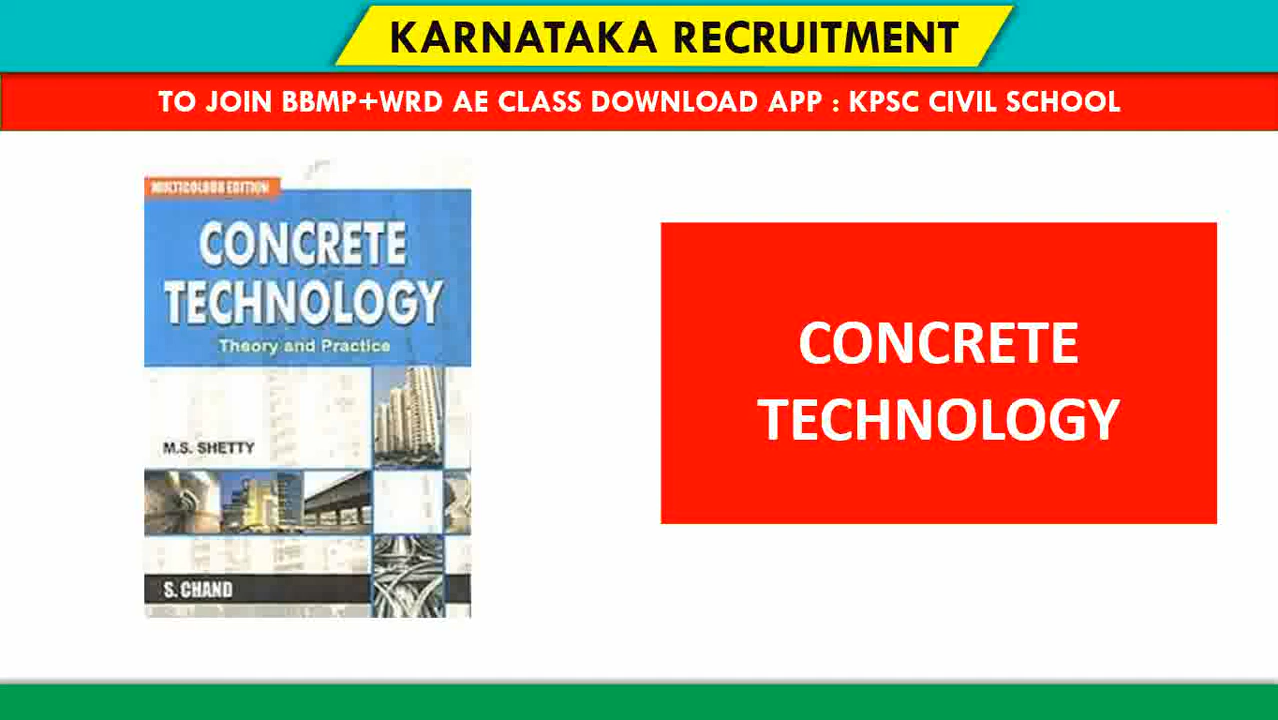 KARNATAKA RECRUITMENT
TO JOIN BBMP+WRD AE CLASS DOWNLOAD APP : KPSC CIVIL SCHOOL
MULTICOLOUR EDITION
CONCRETE
TECHNOLOGY
Theory and Practice
M.S. SHETTY
S. CHAND
CONCRETE
TECHNOLOGY